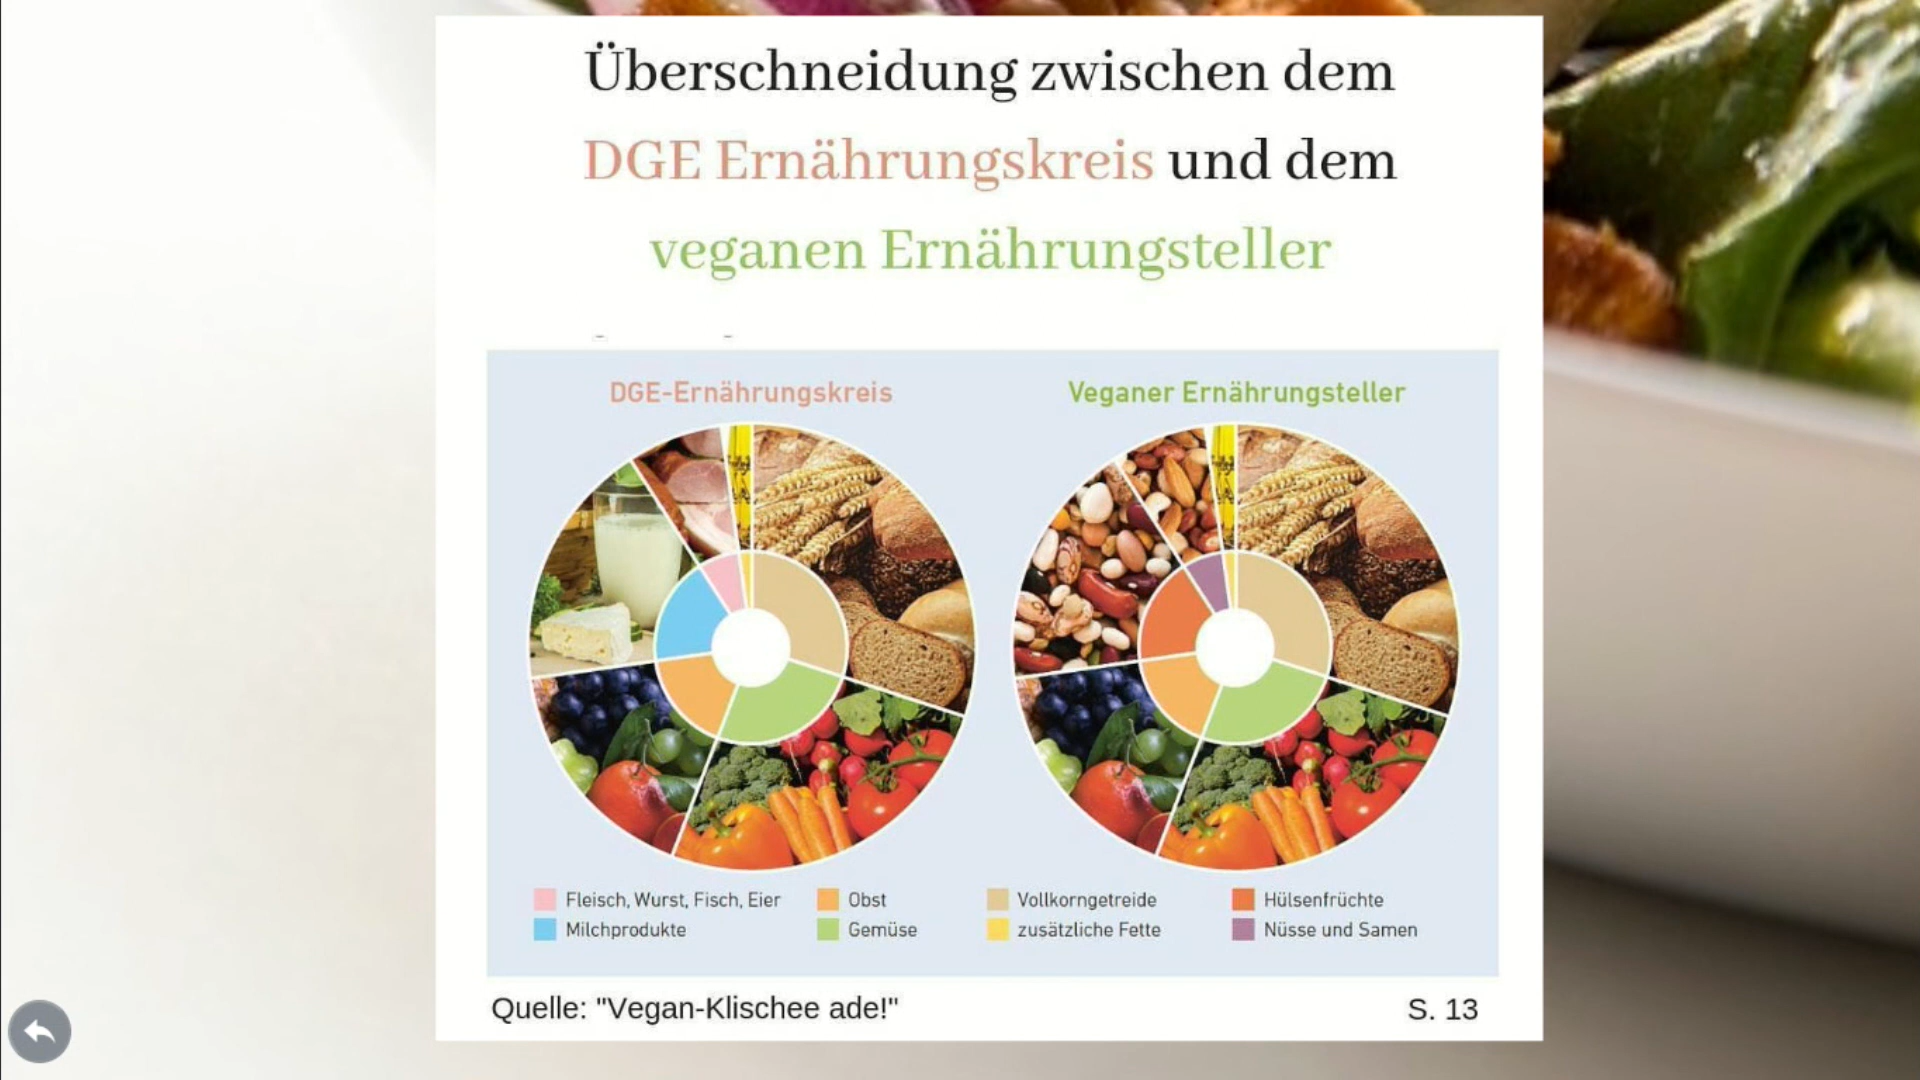 Überschneidung zwischen dem
DGE Ernährungskreis und dem
veganen Ernährungsteller
DGE-Ernährungskreis
Veganer Ernährungsteller
Fleisch, Wurst, Fisch, Eier
Obst
Vollkorngetreide
Hülsenfrüchte
Milchprodukte
Gemüse
zusätzliche Fette
Nüsse und Samen
Quelle: "Vegan-Klischee ade!"
S. 13